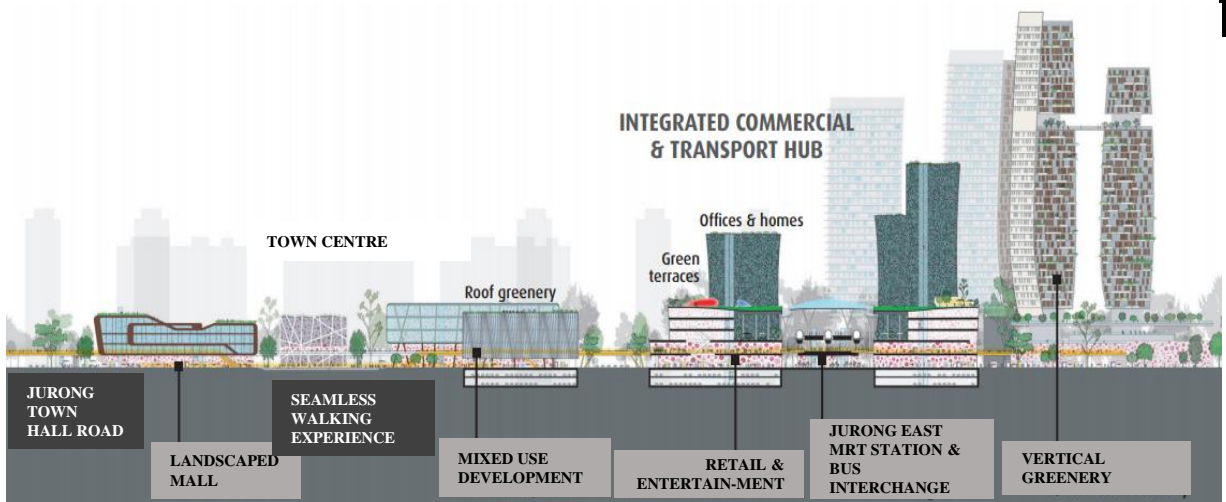 INTEGRATED COMMERCIAL
& TRANSPORT HUB
Offices & homes
TOWN CENTRE
Green
terraces
Roof greenery
JURONG
TOWN
HALL ROAD
SEAMLESS
WALKING
EXPERIENCE
LANDSCAPED
MALL
MIXED USE
DEVELOPMENT
RETAIL &
ENTERTAIN-MENT
JURONG EAST
MRT STATION &
BUS
INTERCHANGE
VERTICAL
GREENERY